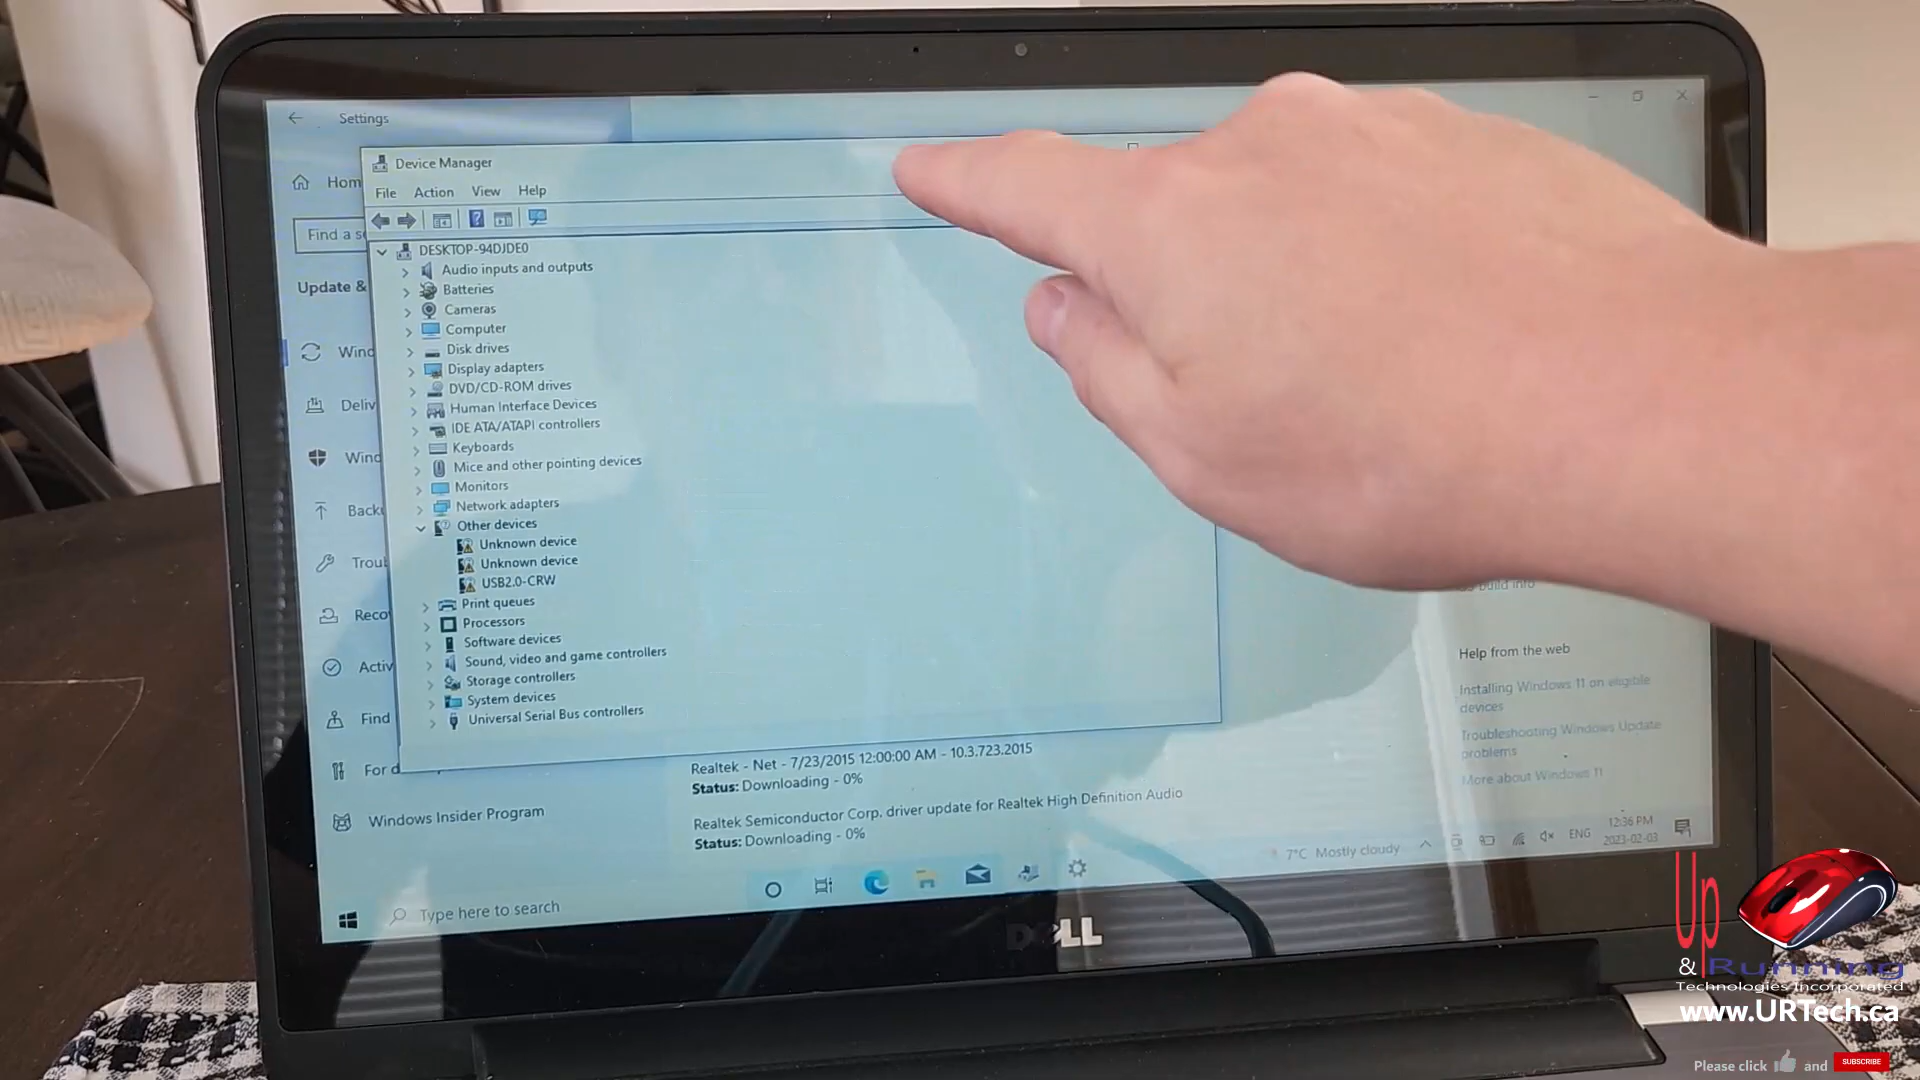 Settings
Device Manager
File Action View Help
Find a s
DESKTOP-94DJDE0
Audio inputs and outputs
Batteries
Cameras
Computer
Disk drives
Display adapters
DVD/CD-ROM drives
Human Interface Devices
IDE ATA/ATAPI controllers
Keyboards
Mice and other pointing devices
Monitors
Network adapters
Other devices
Unknown device
Unknown device
USB2.0-CRW
Print queues
Processors
Software devices
Sound, video and game controllers
Storage controllers
System devices
Universal Serial Bus controllers
Hom
Update &
Wind
Deliv
Wind
Back
Troub
Reco
Activ
Find
For d
Windows Insider Program
Realtek - Net - 7/23/2015 12:00:00 AM - 10.3.723.2015
Status: Downloading - 0%
Realtek Semiconductor Corp. driver update for Realtek High Definition Audio
Status: Downloading - 0%
build info
Help from the web
Installing Windows 11 on eligible
devices
Troubleshooting Windows Update
problems
More about Windows 11
Type here to search
7°C Mostly cloudy
ENG
12:36 PM
2023-02-03
DELL
Up
& Running
Technologies Incorporated
www.URTech.ca
Please click and SUBSCRIBE